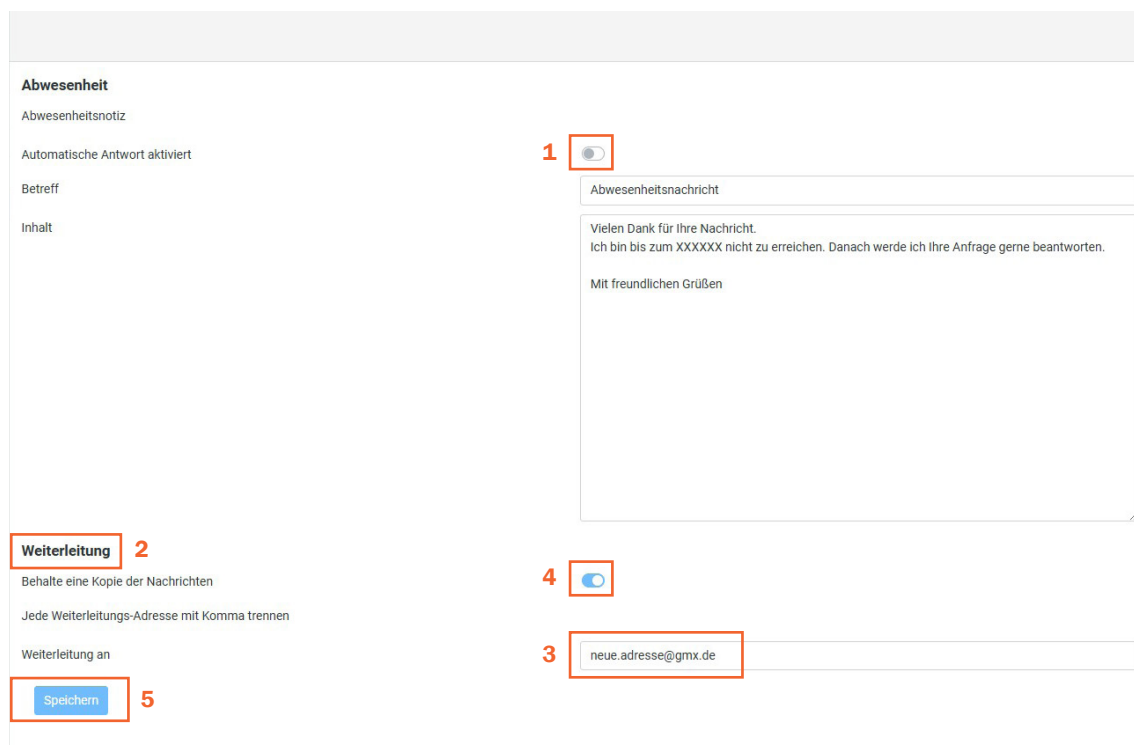 Abwesenheit
Abwesenheitsnotiz
Automatische Antwort aktiviert 1
Betreff Abwesenheitsnachricht
Inhalt Vielen Dank für Ihre Nachricht.
Ich bin bis zum XXXXXX nicht zu erreichen. Danach werde ich Ihre Anfrage gerne beantworten.
Mit freundlichen Grüßen
Weiterleitung 2
Behalte eine Kopie der Nachrichten 4
Jede Weiterleitungs-Adresse mit Komma trennen
Weiterleitung an 3 neue.adresse@gmx.de
Speichern 5